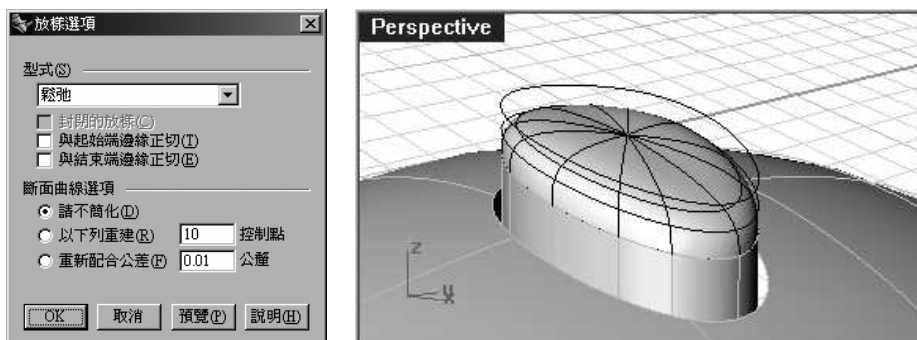 放樣選項
型式(S)
鬆弛
封閉的放樣(C)
與起始端邊緣正切(T)
與結束端邊緣正切(E)
斷面曲線選項
請不簡化(D)
以下列重建(R) 10 控制點
重新配合公差(F) 0.01 公釐
OK 取消 預覽(P) 說明(H)
Perspective
z
y
x